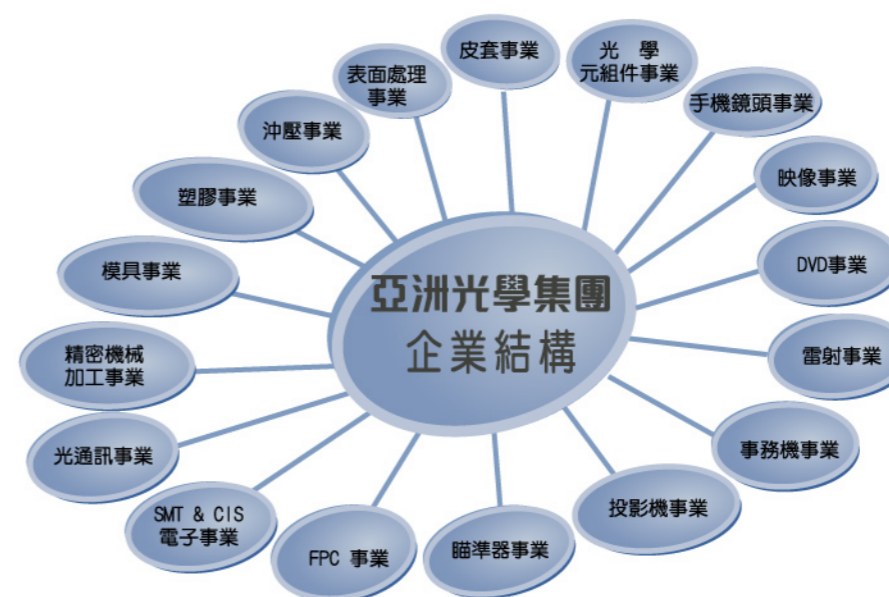 亞洲光學集團
企業結構
皮套事業
光 學
元組件事業
手機鏡頭事業
映像事業
DVD事業
雷射事業
事務機事業
投影機事業
瞄準器事業
FPC 事業
SMT & CIS
電子事業
光通訊事業
精密機械
加工事業
模具事業
塑膠事業
沖壓事業
表面處理
事業